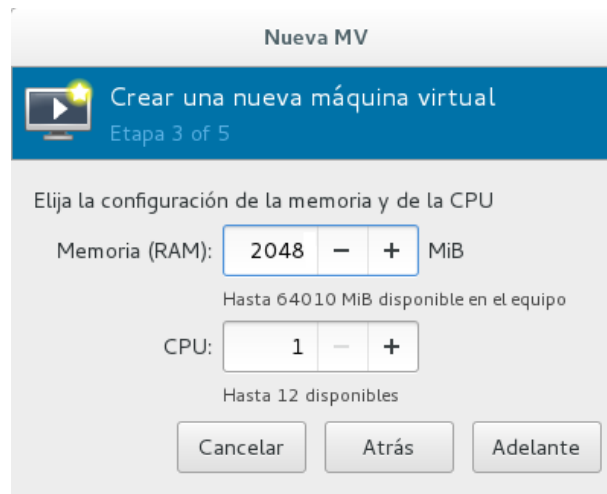 Nueva MV
Crear una nueva máquina virtual
Etapa 3 of 5
Elija la configuración de la memoria y de la CPU
Memoria (RAM): 2048 − + MiB
Hasta 64010 MiB disponible en el equipo
CPU: 1 − +
Hasta 12 disponibles
Cancelar Atrás Adelante